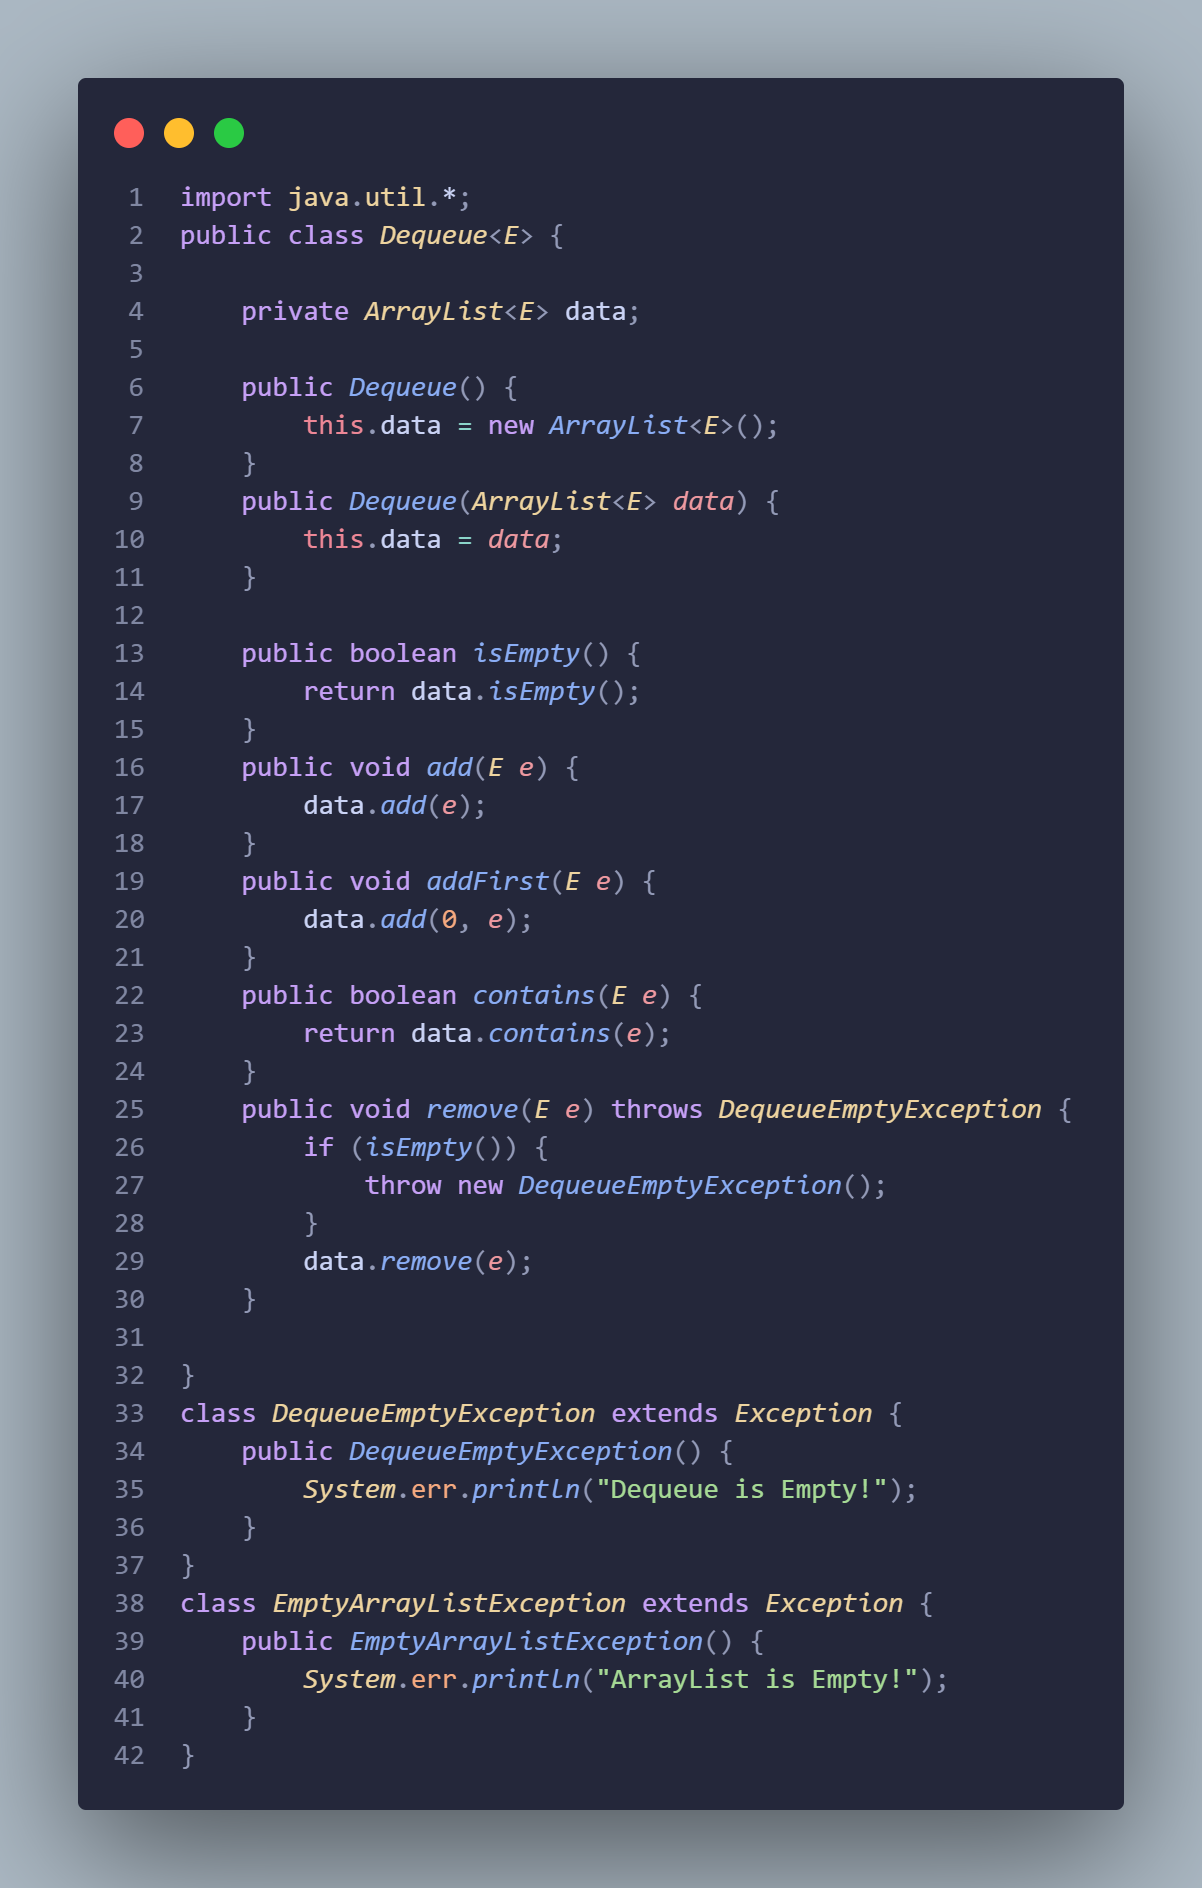 1 import java.util.*;
2 public class Dequeue<E> {
3
4     private ArrayList<E> data;
5
6     public Dequeue() {
7         this.data = new ArrayList<E>();
8     }
9     public Dequeue(ArrayList<E> data) {
10         this.data = data;
11     }
12
13     public boolean isEmpty() {
14         return data.isEmpty();
15     }
16     public void add(E e) {
17         data.add(e);
18     }
19     public void addFirst(E e) {
20         data.add(0, e);
21     }
22     public boolean contains(E e) {
23         return data.contains(e);
24     }
25     public void remove(E e) throws DequeueEmptyException {
26         if (isEmpty()) {
27             throw new DequeueEmptyException();
28         }
29         data.remove(e);
30     }
31
32 }
33 class DequeueEmptyException extends Exception {
34     public DequeueEmptyException() {
35         System.err.println("Dequeue is Empty!");
36     }
37 }
38 class EmptyArrayListException extends Exception {
39     public EmptyArrayListException() {
40         System.err.println("ArrayList is Empty!");
41     }
42 }